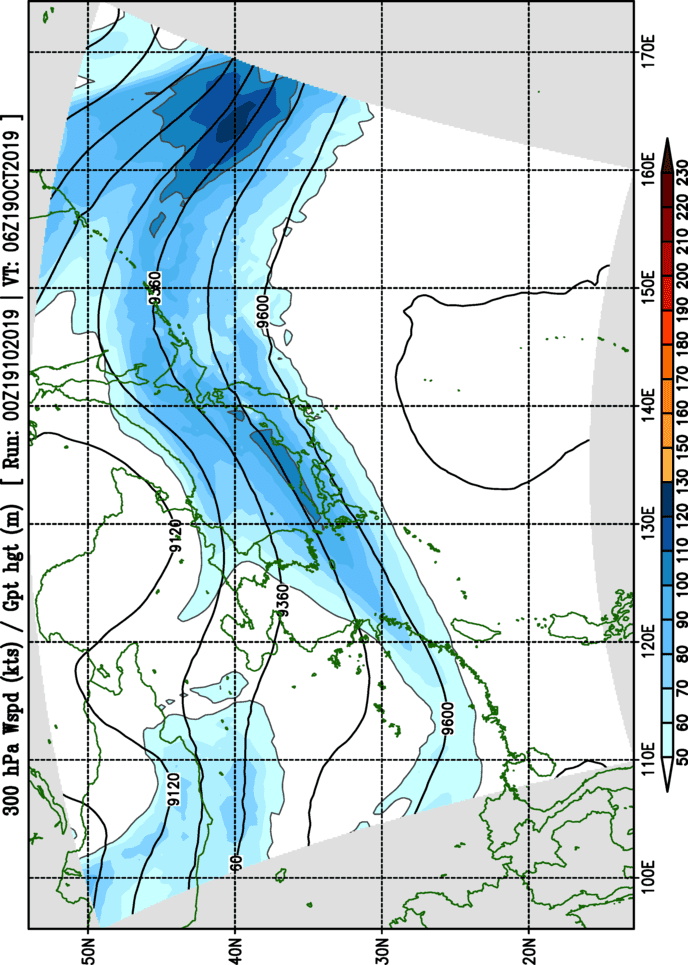 300 hPa Wspd (kts) / Gpt hgt (m) [ Run: 00Z19102019 | VT: 06Z19OCT2019 ]
50N
40N
30N
20N
100E
110E
120E
130E
140E
150E
160E
170E
9120
9120
9360
9360
9600
9600
60
50
60
70
80
90
100
110
120
130
140
150
160
170
180
190
200
210
220
230